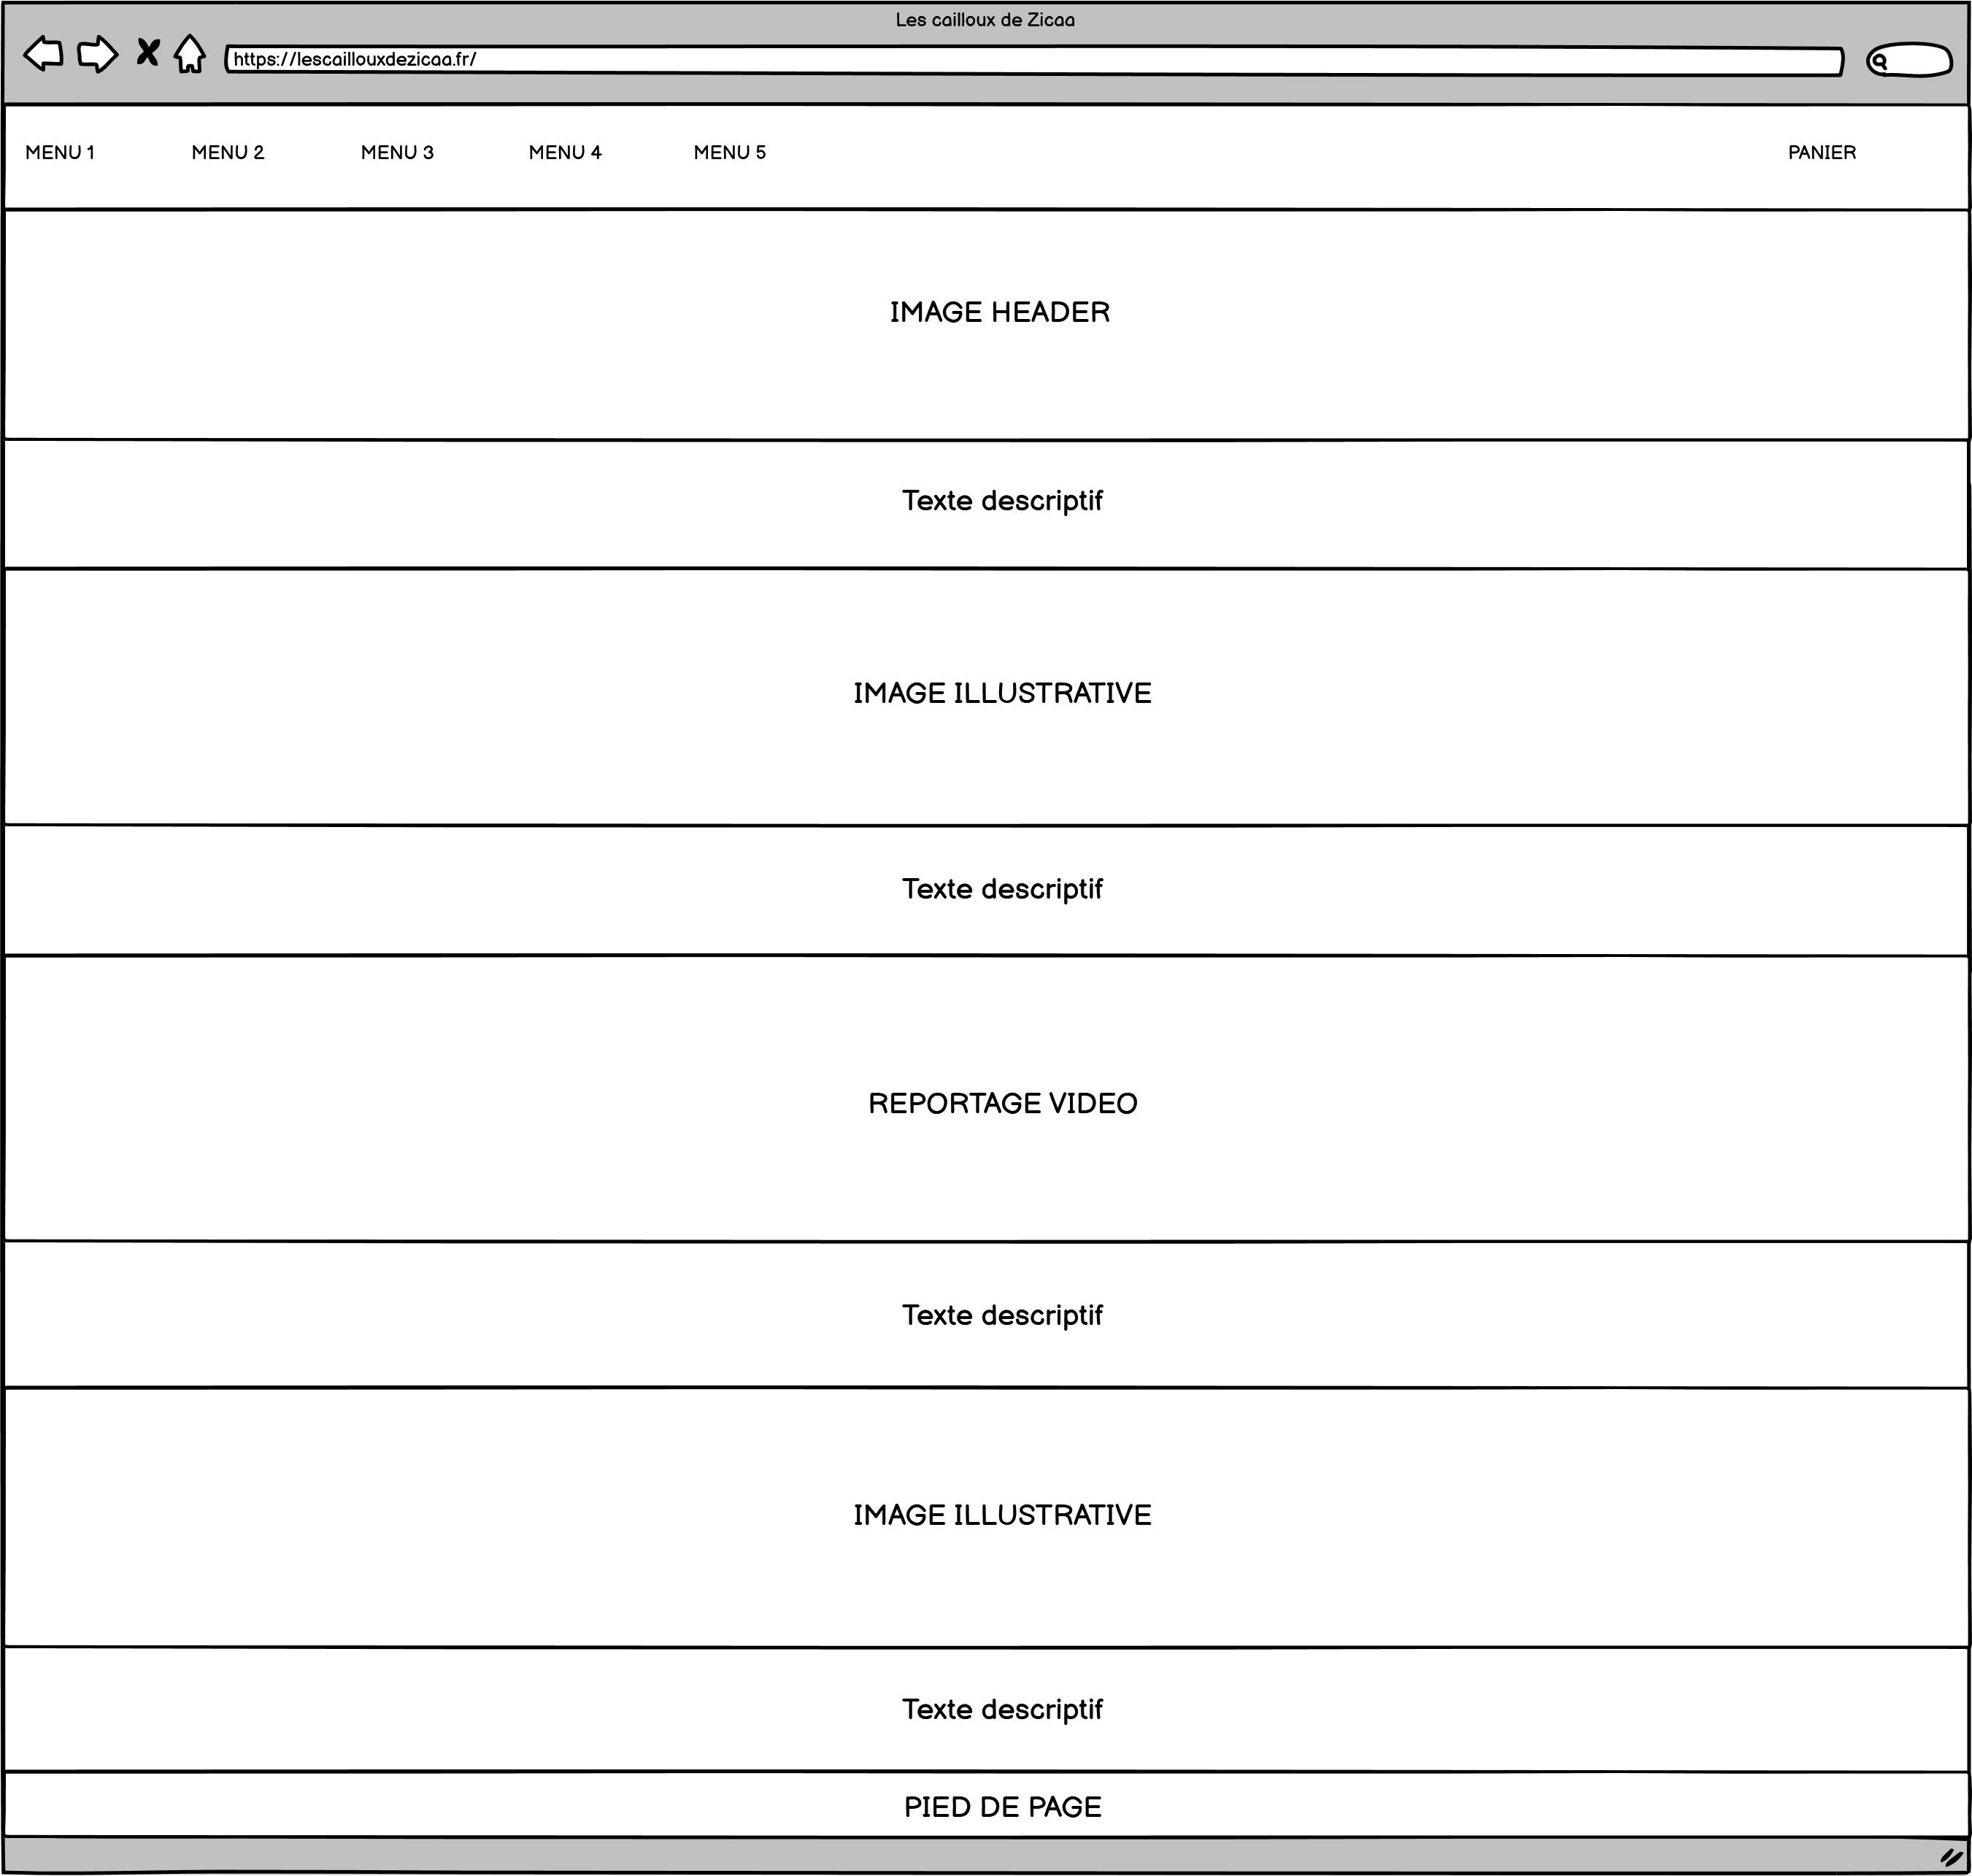 Les cailloux de Zicaa
https://lescaillouxdezicaa.fr/
MENU 1 MENU 2 MENU 3 MENU 4 MENU 5 PANIER
IMAGE HEADER
Texte descriptif
IMAGE ILLUSTRATIVE
Texte descriptif
REPORTAGE VIDEO
Texte descriptif
IMAGE ILLUSTRATIVE
Texte descriptif
PIED DE PAGE